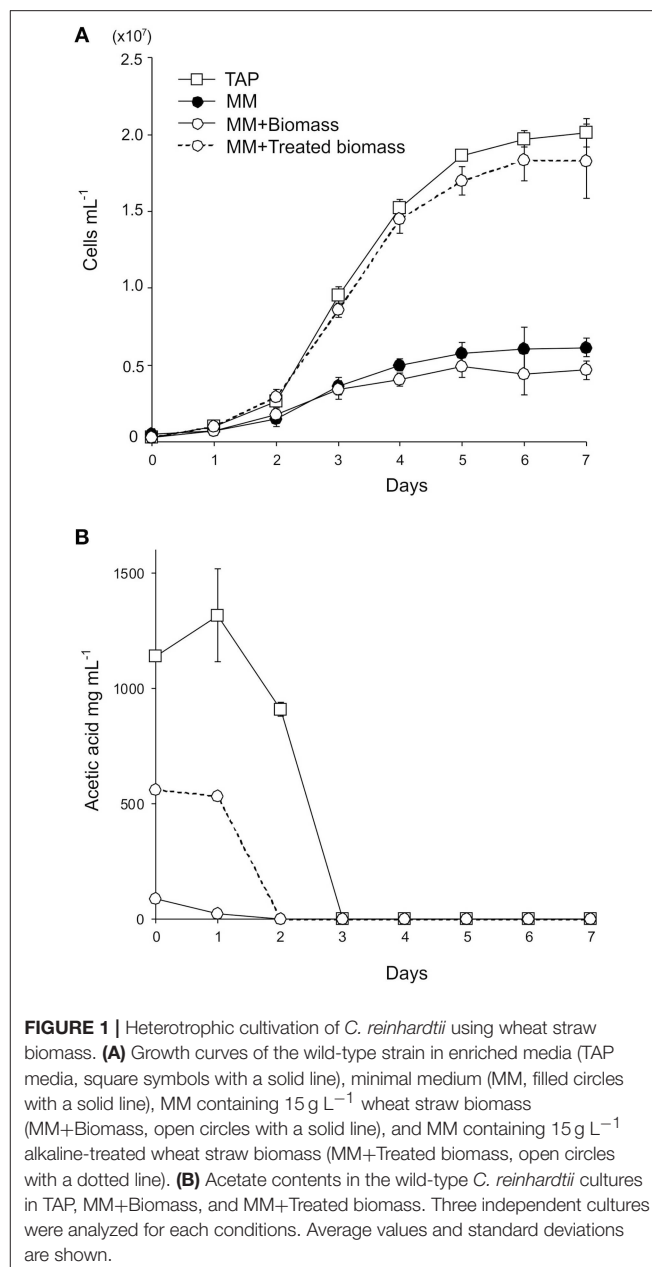 A
(x10⁷)
2.5
2.0
1.5
1.0
0.5
0
Cells mL⁻¹
TAP
MM
MM+Biomass
MM+Treated biomass
0 1 2 3 4 5 6 7
Days
B
1500
1000
500
0
Acetic acid mg mL⁻¹
0 1 2 3 4 5 6 7
Days
FIGURE 1 | Heterotrophic cultivation of C. reinhardtii using wheat straw
biomass. (A) Growth curves of the wild-type strain in enriched media (TAP
media, square symbols with a solid line), minimal medium (MM, filled circles
with a solid line), MM containing 15 g L⁻¹ wheat straw biomass
(MM+Biomass, open circles with a solid line), and MM containing 15 g L⁻¹
alkaline-treated wheat straw biomass (MM+Treated biomass, open circles
with a dotted line). (B) Acetate contents in the wild-type C. reinhardtii cultures
in TAP, MM+Biomass, and MM+Treated biomass. Three independent cultures
were analyzed for each conditions. Average values and standard deviations
are shown.